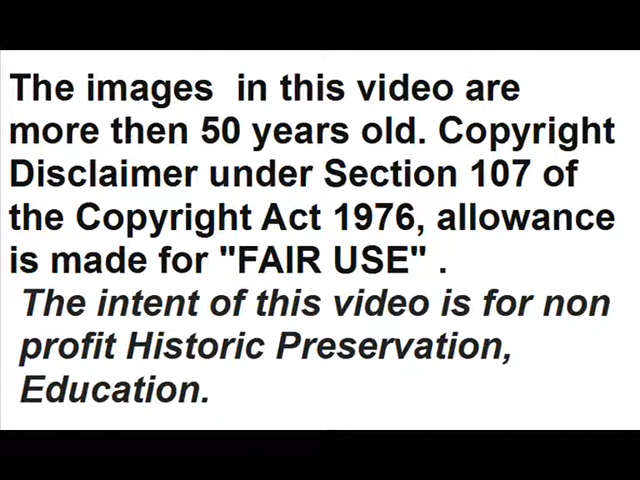 The images  in this video are
more then 50 years old. Copyright
Disclaimer under Section 107 of
the Copyright Act 1976, allowance
is made for "FAIR USE" .
The intent of this video is for non
profit Historic Preservation,
Education.